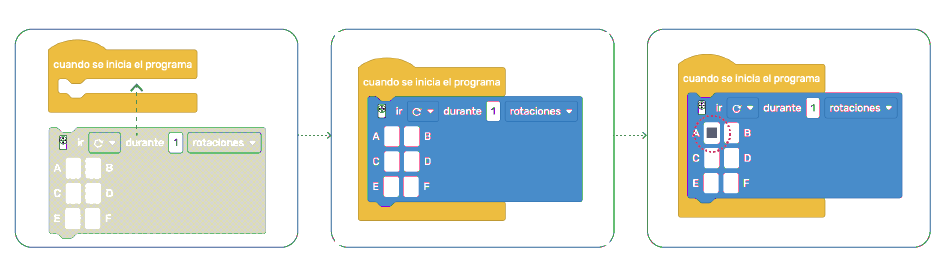 cuando se inicia el programa
ir durante 1 rotaciones
A B
C D
E F
cuando se inicia el programa
ir durante 1 rotaciones
A B
C D
E F
cuando se inicia el programa
ir durante 1 rotaciones
A B
C D
E F